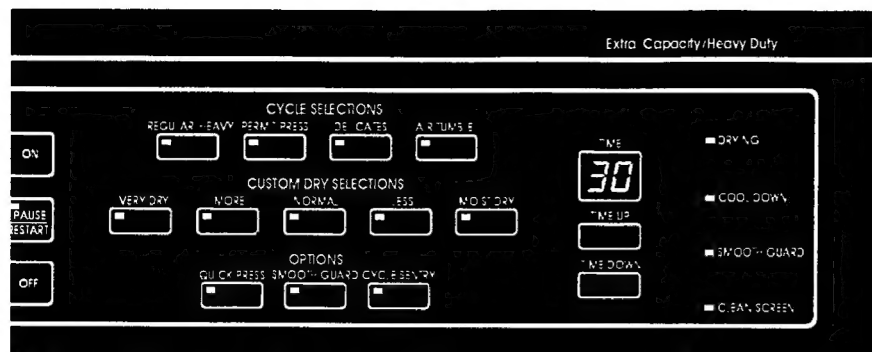 Extra Capacity/Heavy Duty
CYCLE SELECTIONS
REGULAR HEAVY PERM PRESS DELICATES AIR TUMBLE
ON
TIME
DRYING
30
CUSTOM DRY SELECTIONS
VERY DRY MORE NORMAL LESS MOIST DRY
COOL DOWN
PAUSE
RESTART
TIME UP
OPTIONS
SMOOTH GUARD
QUICK PRESS SMOOTH GUARD CYCLE SENTRY
TIME DOWN
OFF
CLEAN SCREEN